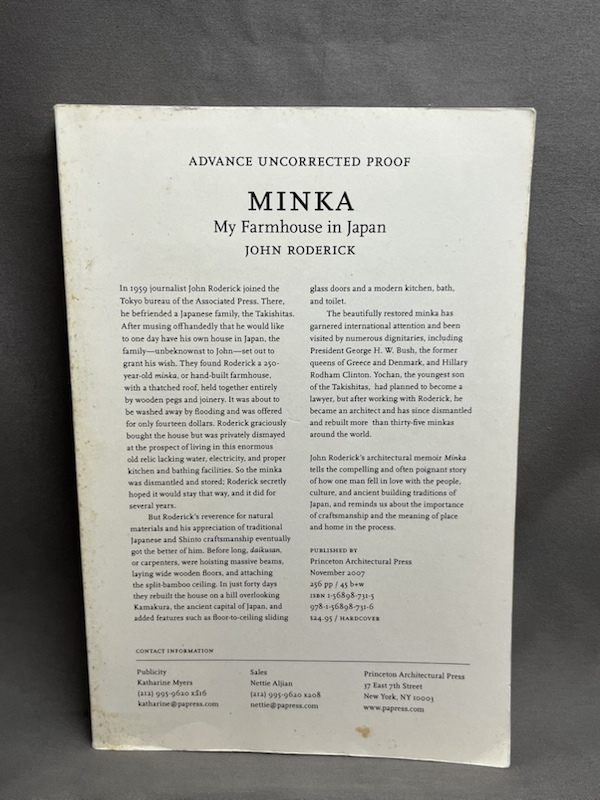 ADVANCE UNCORRECTED PROOF
MINKA
My Farmhouse in Japan
JOHN RODERICK
In 1959 journalist John Roderick joined the
Tokyo bureau of the Associated Press. There,
he befriended a Japanese family, the Takishitas.
After musing offhandedly that he would like
to one day have his own house in Japan, the
family—unbeknownst to John—set out to
grant his wish. They found Roderick a 250-
year-old minka, or hand-built farmhouse,
with a thatched roof, held together entirely
by wooden pegs and joinery. It was about to
be washed away by flooding and was offered
for only fourteen dollars. Roderick graciously
bought the house but was privately dismayed
at the prospect of living in this enormous
old relic lacking water, electricity, and proper
kitchen and bathing facilities. So the minka
was dismantled and stored; Roderick secretly
hoped it would stay that way, and it did for
several years.
But Roderick's reverence for natural
materials and his appreciation of traditional
Japanese and Shinto craftsmanship eventually
got the better of him. Before long, daikusan,
or carpenters, were hoisting massive beams,
laying wide wooden floors, and attaching
the split-bamboo ceiling. In just forty days
they rebuilt the house on a hill overlooking
Kamakura, the ancient capital of Japan, and
added features such as floor-to-ceiling sliding
glass doors and a modern kitchen, bath,
and toilet.
The beautifully restored minka has
garnered international attention and been
visited by numerous dignitaries, including
President George H. W. Bush, the former
queens of Greece and Denmark, and Hillary
Rodham Clinton. Yochan, the youngest son
of the Takishitas, had planned to become a
lawyer, but after working with Roderick, he
became an architect and has since dismantled
and rebuilt more than thirty-five minkas
around the world.
John Roderick's architectural memoir Minka
tells the compelling and often poignant story
of how one man fell in love with the people,
culture, and ancient building traditions of
Japan, and reminds us about the importance
of craftsmanship and the meaning of place
and home in the process.
PUBLISHED BY
Princeton Architectural Press
November 2007
256 pp / 45 b+w
ISBN 1-56898-731-5
978-1-56898-731-6
$24.95 / HARDCOVER
CONTACT INFORMATION
Publicity
Katharine Myers
(212) 995-9620 x216
katharine@papress.com
Sales
Nettie Aljian
(212) 995-9620 x208
nettie@papress.com
Princeton Architectural Press
37 East 7th Street
New York, NY 10003
www.papress.com